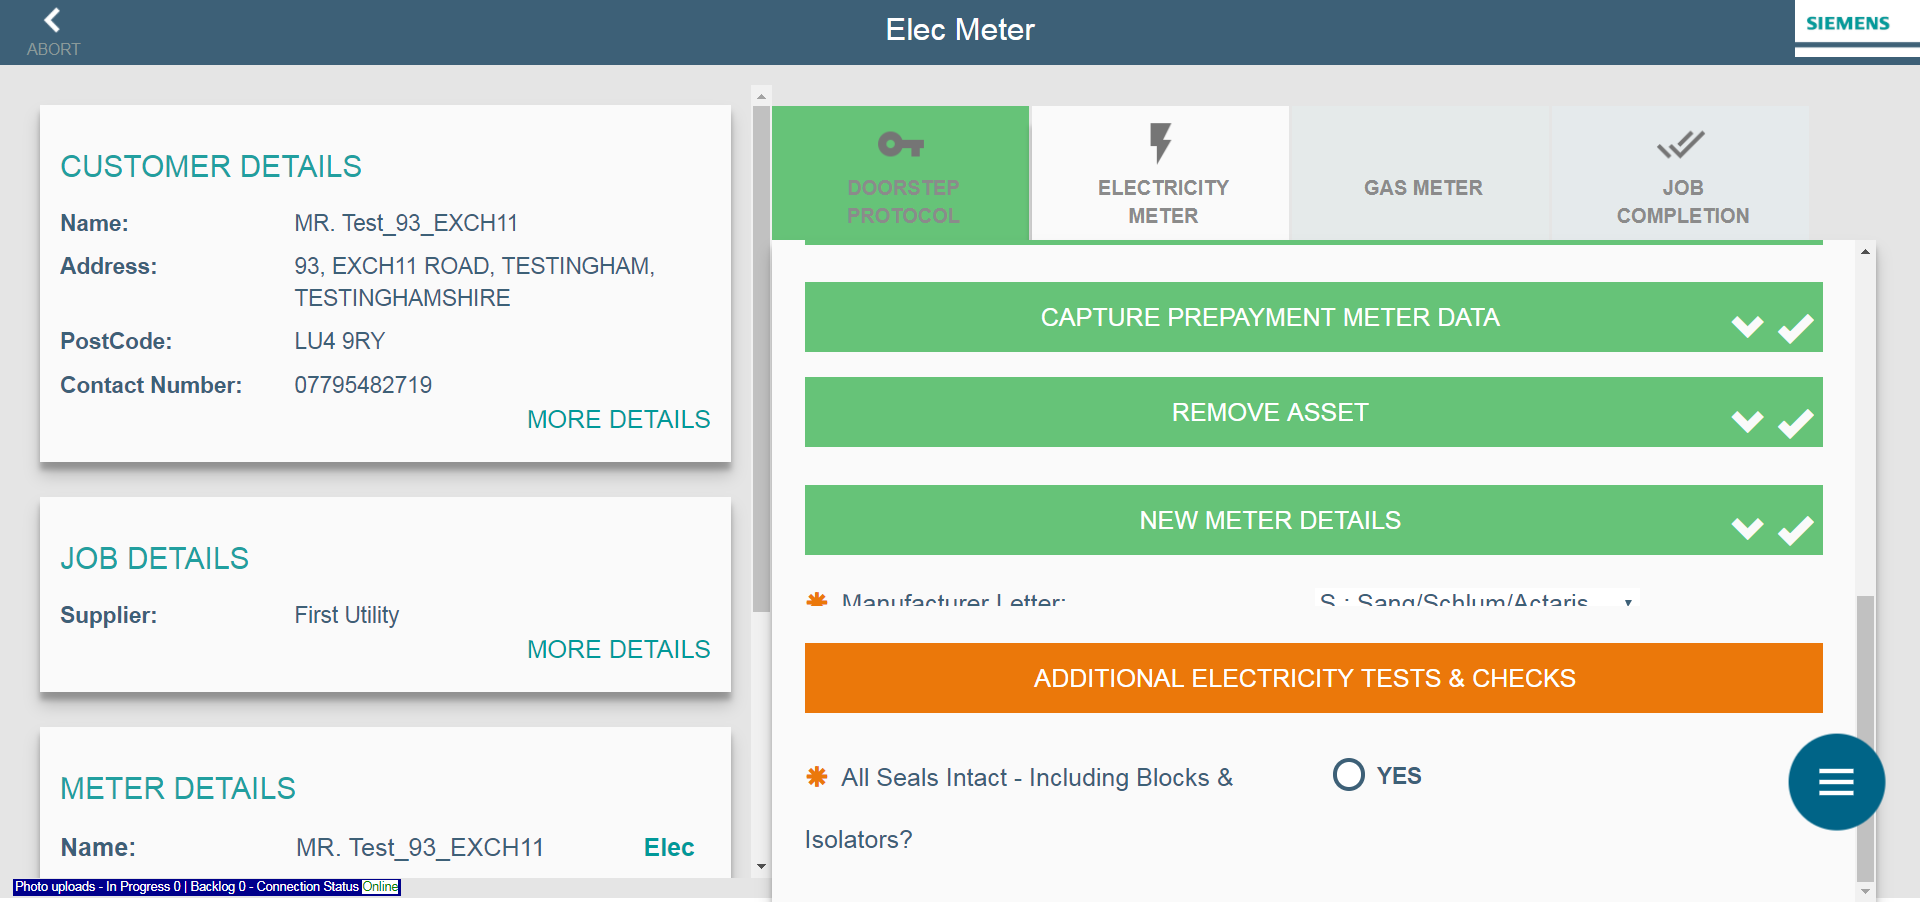 ABORT
Elec Meter
SIEMENS
CUSTOMER DETAILS
Name: MR. Test_93_EXCH11
Address: 93, EXCH11 ROAD, TESTINGHAM,
TESTINGHAMSHIRE
PostCode: LU4 9RY
Contact Number: 07795482719
MORE DETAILS
JOB DETAILS
Supplier: First Utility
MORE DETAILS
METER DETAILS
Name: MR. Test_93_EXCH11 Elec
Photo uploads - In Progress 0 | Backlog 0 - Connection Status Online
DOORSTEP
PROTOCOL
ELECTRICITY
METER
GAS METER
JOB
COMPLETION
CAPTURE PREPAYMENT METER DATA
REMOVE ASSET
NEW METER DETAILS
Manufacturer Letter: S : Sang/Schlum/Actaris
ADDITIONAL ELECTRICITY TESTS & CHECKS
All Seals Intact - Including Blocks & YES
Isolators?